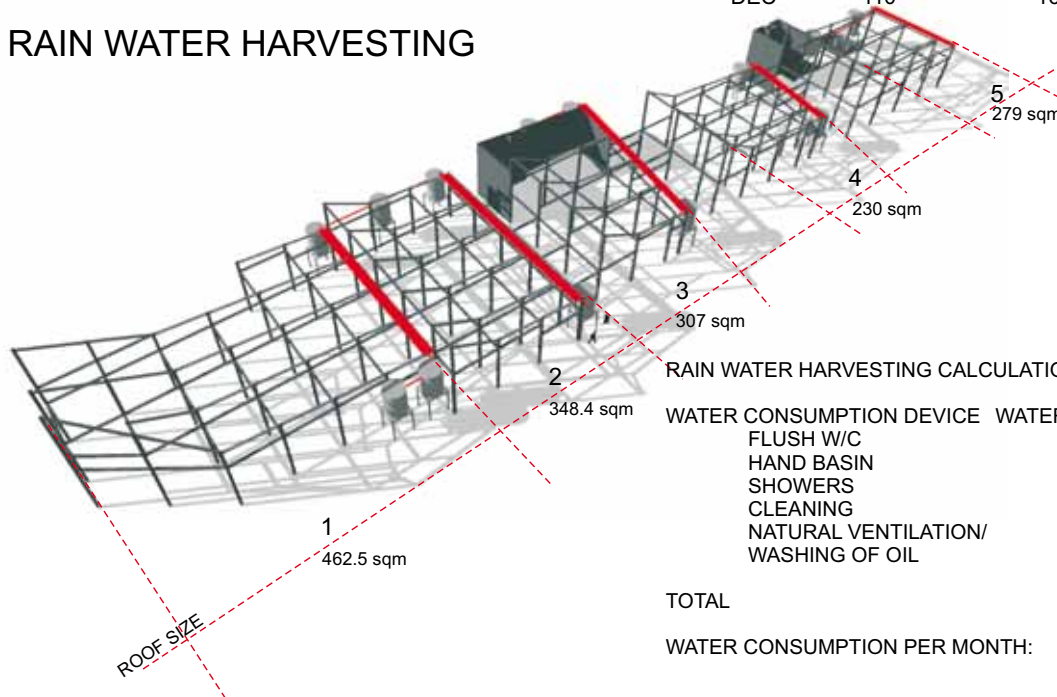 RAIN WATER HARVESTING
5
279 sqm
4
230 sqm
3
307 sqm
2
348.4 sqm
1
462.5 sqm
ROOF SIZE
RAIN WATER HARVESTING CALCULATIO
WATER CONSUMPTION DEVICE WATER
FLUSH W/C
HAND BASIN
SHOWERS
CLEANING
NATURAL VENTILATION/
WASHING OF OIL
TOTAL
WATER CONSUMPTION PER MONTH: